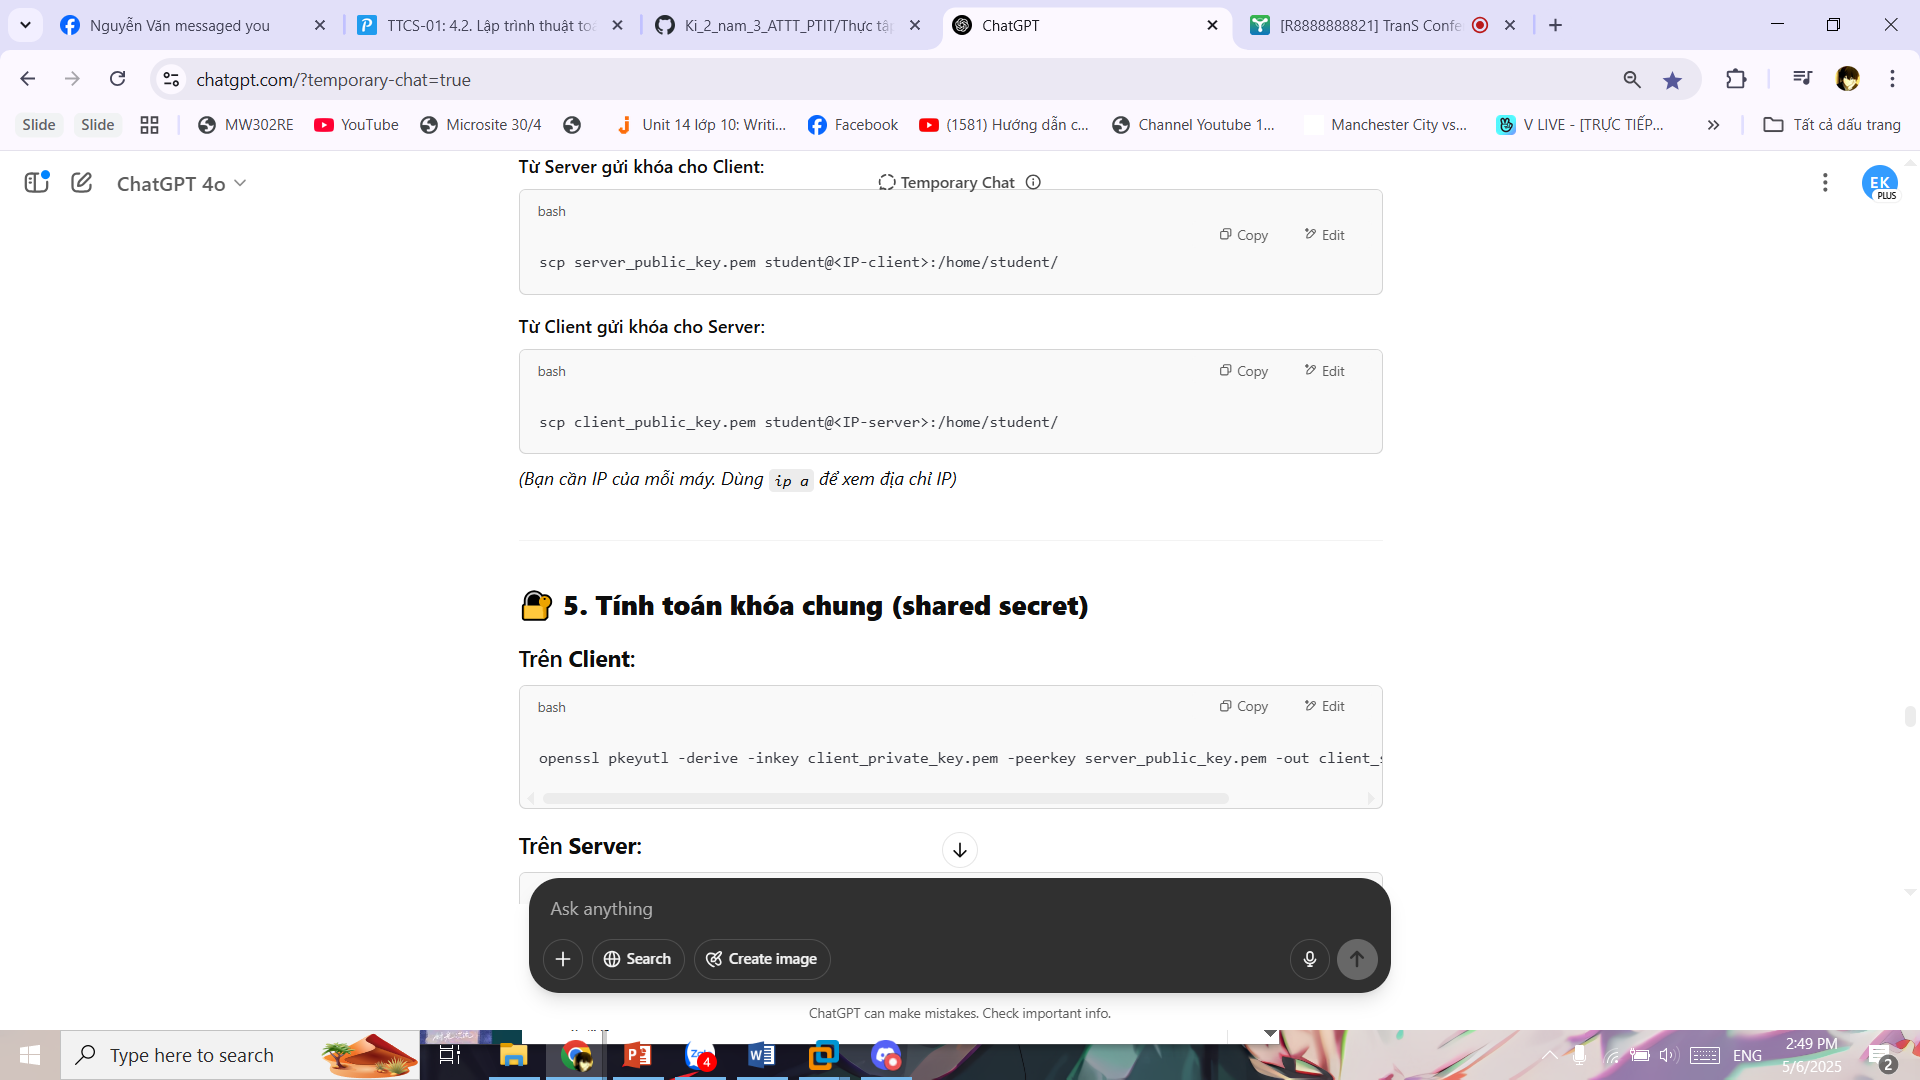 Nguyễn Văn messaged you
TTCS-01: 4.2. Lập trình thuật toá
Ki_2_nam_3_ATTT_PTIT/Thực tập
ChatGPT
[R8888888821] TranS Confe
chatgpt.com/?temporary-chat=true
Slide
Slide
MW302RE
YouTube
Microsite 30/4
Unit 14 lớp 10: Writi...
Facebook
(1581) Hướng dẫn c...
Channel Youtube 1...
Manchester City vs...
V LIVE - [TRỰC TIẾP...
Tất cả dấu trang
ChatGPT 4o
Temporary Chat
EK
PLUS
Từ Server gửi khóa cho Client:
bash
Copy
Edit
scp server_public_key.pem student@<IP-client>:/home/student/
Từ Client gửi khóa cho Server:
bash
Copy
Edit
scp client_public_key.pem student@<IP-server>:/home/student/
(Bạn cần IP của mỗi máy. Dùng ip a để xem địa chỉ IP)
5. Tính toán khóa chung (shared secret)
Trên Client:
bash
Copy
Edit
openssl pkeyutl -derive -inkey client_private_key.pem -peerkey server_public_key.pem -out client_s
Trên Server:
Ask anything
Search
Create image
ChatGPT can make mistakes. Check important info.
Type here to search
4
ENG
2:49 PM
5/6/2025
2